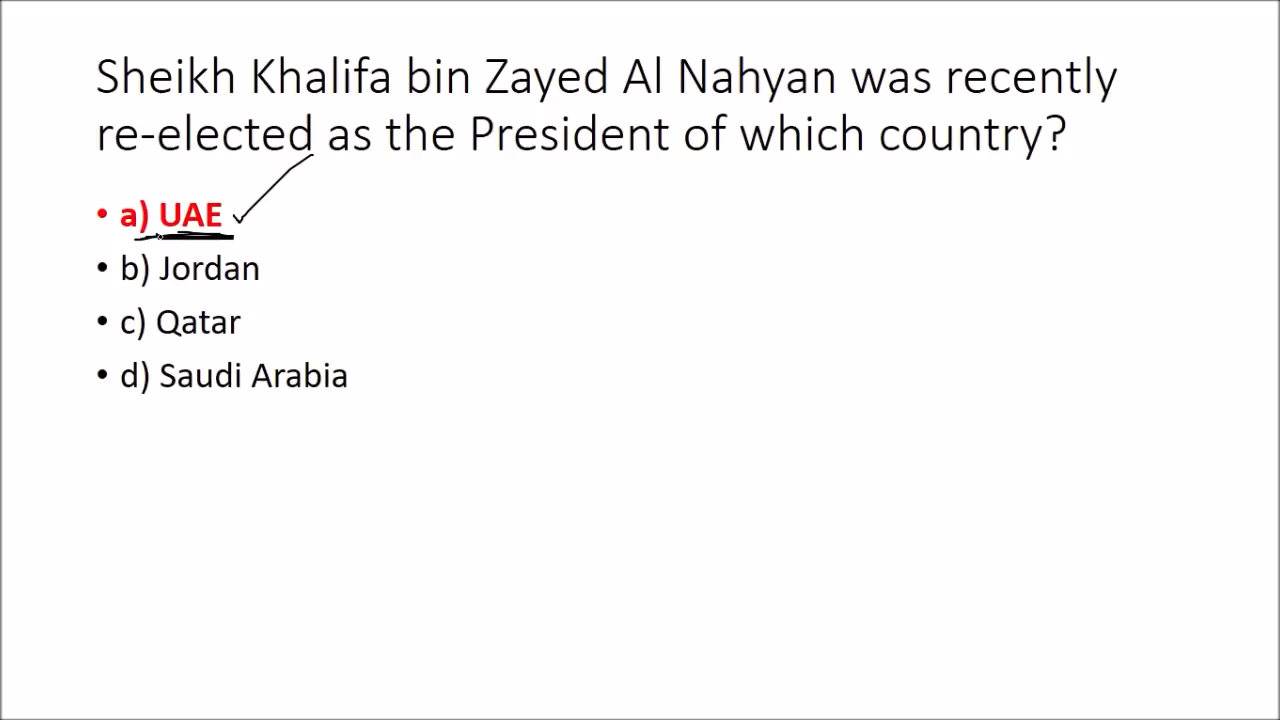 Sheikh Khalifa bin Zayed Al Nahyan was recently
re-elected as the President of which country?
• a) UAE
• b) Jordan
• c) Qatar
• d) Saudi Arabia